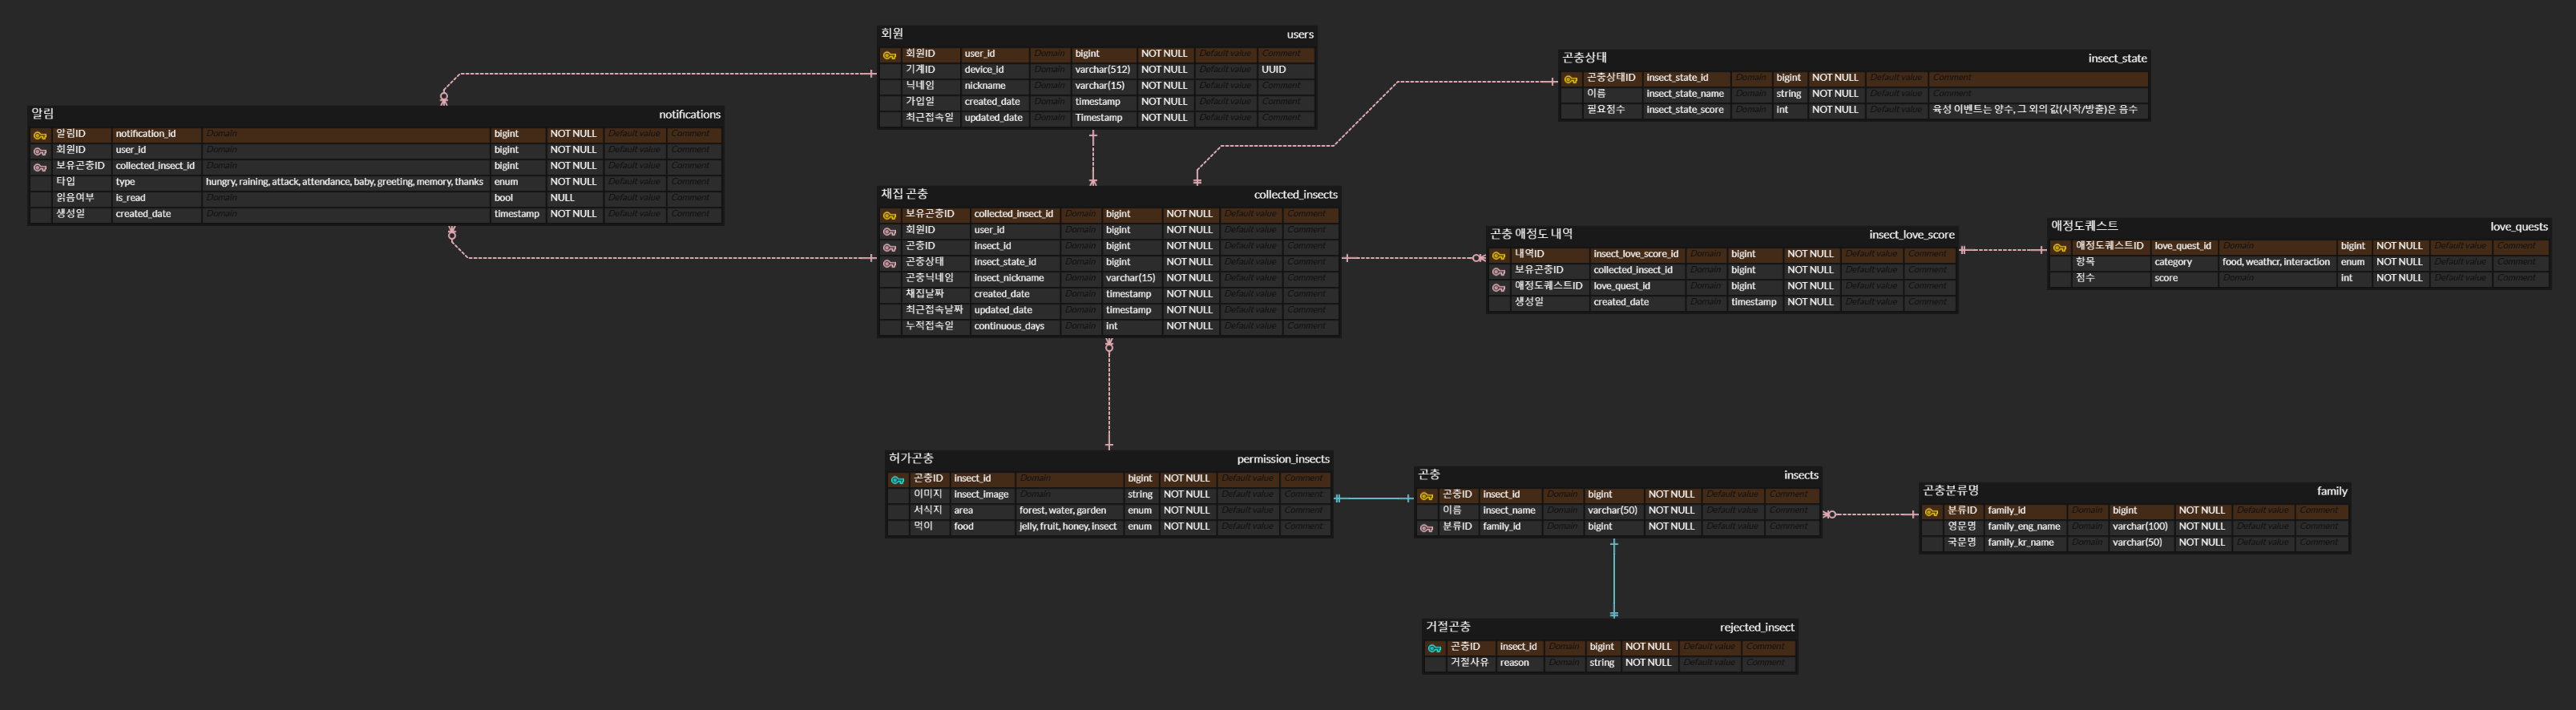 회원 users
회원ID user_id Domain bigint NOT NULL Default value Comment
기계ID device_id Domain varchar(512) NOT NULL Default value UUID
닉네임 nickname Domain varchar(15) NOT NULL Default value Comment
가입일 created_date Domain timestamp NOT NULL Default value Comment
최근접속일 updated_date Domain Timestamp NOT NULL Default value Comment
곤충상태 insect_state
곤충상태ID insect_state_id Domain bigint NOT NULL Default value Comment
이름 insect_state_name Domain string NOT NULL Default value Comment
필요점수 insect_state_score Domain int NOT NULL Default value 육성 이벤트는 양수, 그 외의 값(시작/방출)은 음수
알림 notifications
알림ID notification_id Domain bigint NOT NULL Default value Comment
회원ID user_id Domain bigint NOT NULL Default value Comment
보유곤충ID collected_insect_id Domain bigint NOT NULL Default value Comment
타입 type hungry, raining, attack, attendance, baby, greeting, memory, thanks enum NOT NULL Default value Comment
읽음여부 is_read Domain bool NULL Default value Comment
생성일 created_date Domain timestamp NOT NULL Default value Comment
채집 곤충 collected_insects
보유곤충ID collected_insect_id Domain bigint NOT NULL Default value Comment
회원ID user_id Domain bigint NOT NULL Default value Comment
곤충ID insect_id Domain bigint NOT NULL Default value Comment
곤충상태 insect_state_id Domain bigint NOT NULL Default value Comment
곤충닉네임 insect_nickname Domain varchar(15) NOT NULL Default value Comment
채집날짜 created_date Domain timestamp NOT NULL Default value Comment
최근접속날짜 updated_date Domain timestamp NOT NULL Default value Comment
누적접속일 continuous_days Domain int NOT NULL Default value Comment
곤충 애정도 내역 insect_love_score
내역ID insect_love_score_id Domain bigint NOT NULL Default value Comment
보유곤충ID collected_insect_id Domain bigint NOT NULL Default value Comment
애정도퀘스트ID love_quest_id Domain bigint NOT NULL Default value Comment
생성일 created_date Domain timestamp NOT NULL Default value Comment
애정도퀘스트 love_quests
애정도퀘스트ID love_quest_id Domain bigint NOT NULL Default value Comment
항목 category food, weathcr, interaction enum NOT NULL Default value Comment
점수 score Domain int NOT NULL Default value Comment
허가곤충 permission_insects
곤충ID insect_id Domain bigint NOT NULL Default value Comment
이미지 insect_image Domain string NOT NULL Default value Comment
서식지 area forest, water, garden enum NOT NULL Default value Comment
먹이 food jelly, fruit, honey, insect enum NOT NULL Default value Comment
곤충 insects
곤충ID insect_id Domain bigint NOT NULL Default value Comment
이름 insect_name Domain varchar(50) NOT NULL Default value Comment
분류ID family_id Domain bigint NOT NULL Default value Comment
곤충분류명 family
분류ID family_id Domain bigint NOT NULL Default value Comment
영문명 family_eng_name Domain varchar(100) NOT NULL Default value Comment
국문명 family_kr_name Domain varchar(50) NOT NULL Default value Comment
거절곤충 rejected_insect
곤충ID insect_id Domain bigint NOT NULL Default value Comment
거절사유 reason Domain string NOT NULL Default value Comment